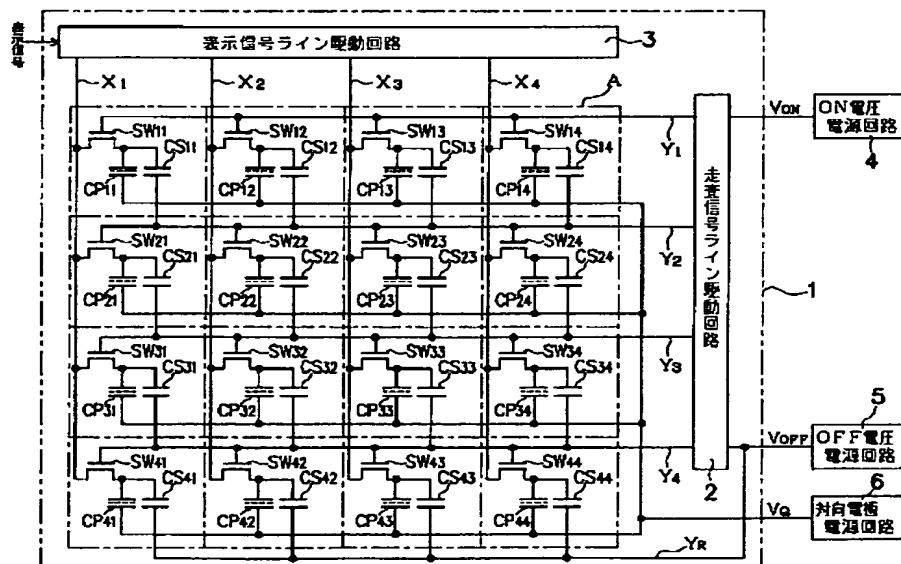 表示信号
表示信号ライン駆動回路
3
X1
X2
X3
X4
A
SW11
SW12
SW13
SW14
CS11
CS12
CS13
CS14
CP11
CP12
CP13
CP14
Y1
VON
ON電圧
電源回路
4
SW21
SW22
SW23
SW24
CS21
CS22
CS23
CS24
CP21
CP22
CP23
CP24
Y2
走査信号ライン駆動回路
1
SW31
SW32
SW33
SW34
CS31
CS32
CS33
CS34
CP31
CP32
CP33
CP34
Y3
5
VOFF
OFF電圧
電源回路
SW41
SW42
SW43
SW44
CS41
CS42
CS43
CS44
CP41
CP42
CP43
CP44
Y4
2
6
VQ
対向電極
電源回路
YR